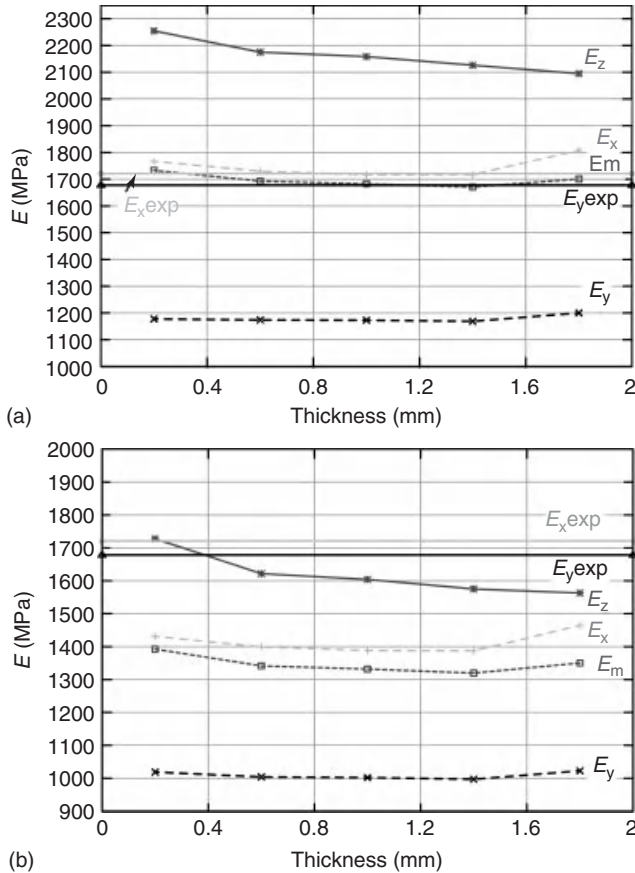 2300
2200
2100
2000
1900
1800
1700
1600
1500
1400
1300
1200
1100
1000
E (MPa)
Ez
Ex
Em
Exexp
Eyexp
Ey
0 0.4 0.8 1.2 1.6 2
Thickness (mm)
(a)
2000
1900
1800
1700
1600
1500
1400
1300
1200
1100
1000
900
E (MPa)
Exexp
Eyexp
Ez
Ex
Em
Ey
0 0.4 0.8 1.2 1.6 2
Thickness (mm)
(b)